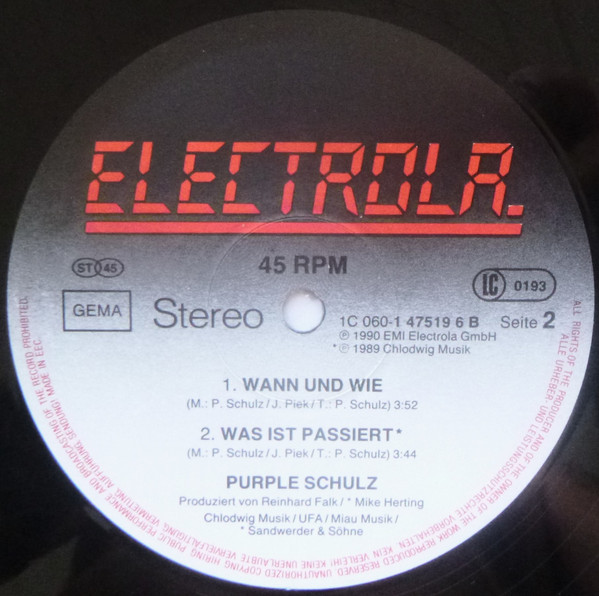 ELECTROLA.
45 RPM
ST 45
LC 0193
GEMA
Stereo
1C 060-1 47519 6 B
Seite 2
℗ 1990 EMI Electrola GmbH
*℗ 1989 Chlodwig Musik
1. WANN UND WIE
(M.: P. Schulz / J. Piek / T.: P. Schulz) 3:52
2. WAS IST PASSIERT*
(M.: P. Schulz / J. Piek / T.: P. Schulz) 3:44
PURPLE SCHULZ
Produziert von Reinhard Falk / * Mike Herting
Chlodwig Musik / UFA / Miau Musik /
* Sandwerder & Söhne
ALL RIGHTS OF THE PRODUCER AND OF THE OWNER OF THE WORK REPRODUCED RESERVED. UNAUTHORIZED COPYING, HIRING, PUBLIC PERFORMANCE AND BROADCASTING OF THE RECORD PROHIBITED.
ALLE URHEBER- UND LEISTUNGSSCHUTZRECHTE VORBEHALTEN. KEIN VERLEIH! KEINE UNERLAUBTE VERVIELFÄLTIGUNG, VERMIETUNG, AUFFÜHRUNG, SENDUNG! MADE IN EEC.